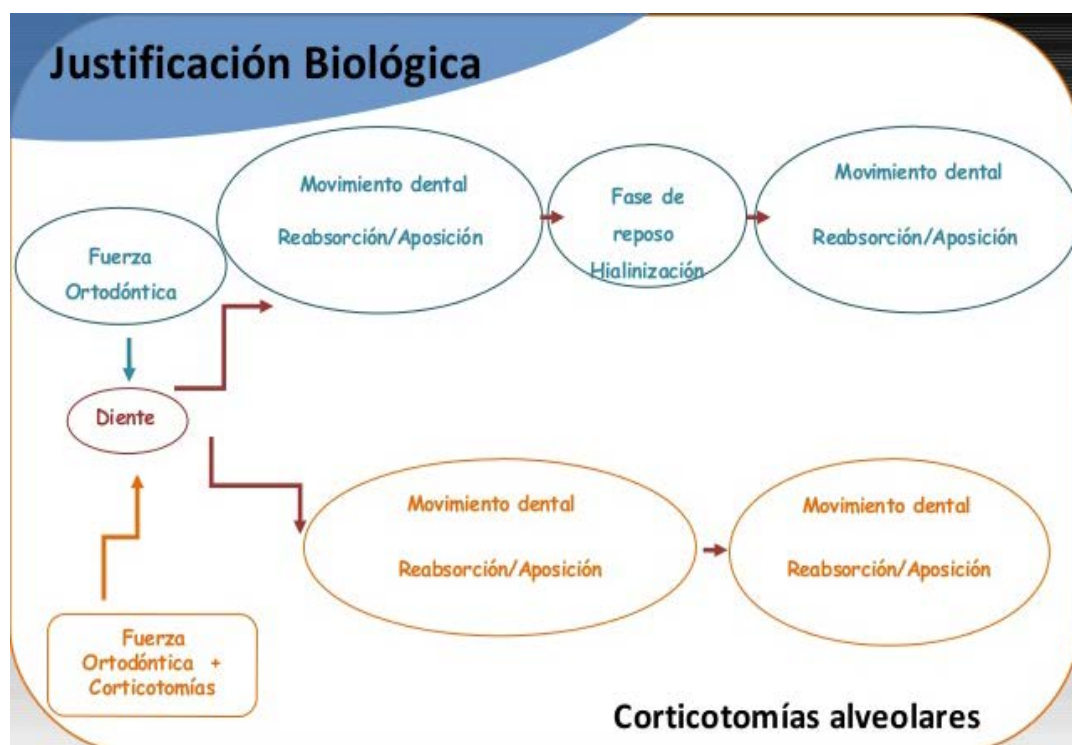 Justificación Biológica
Fuerza
Ortodóntica
Movimiento dental
Reabsorción/Aposición
Fase de
reposo
Hialinización
Movimiento dental
Reabsorción/Aposición
Diente
Movimiento dental
Reabsorción/Aposición
Movimiento dental
Reabsorción/Aposición
Fuerza
Ortodóntica +
Corticotomías
Corticotomías alveolares